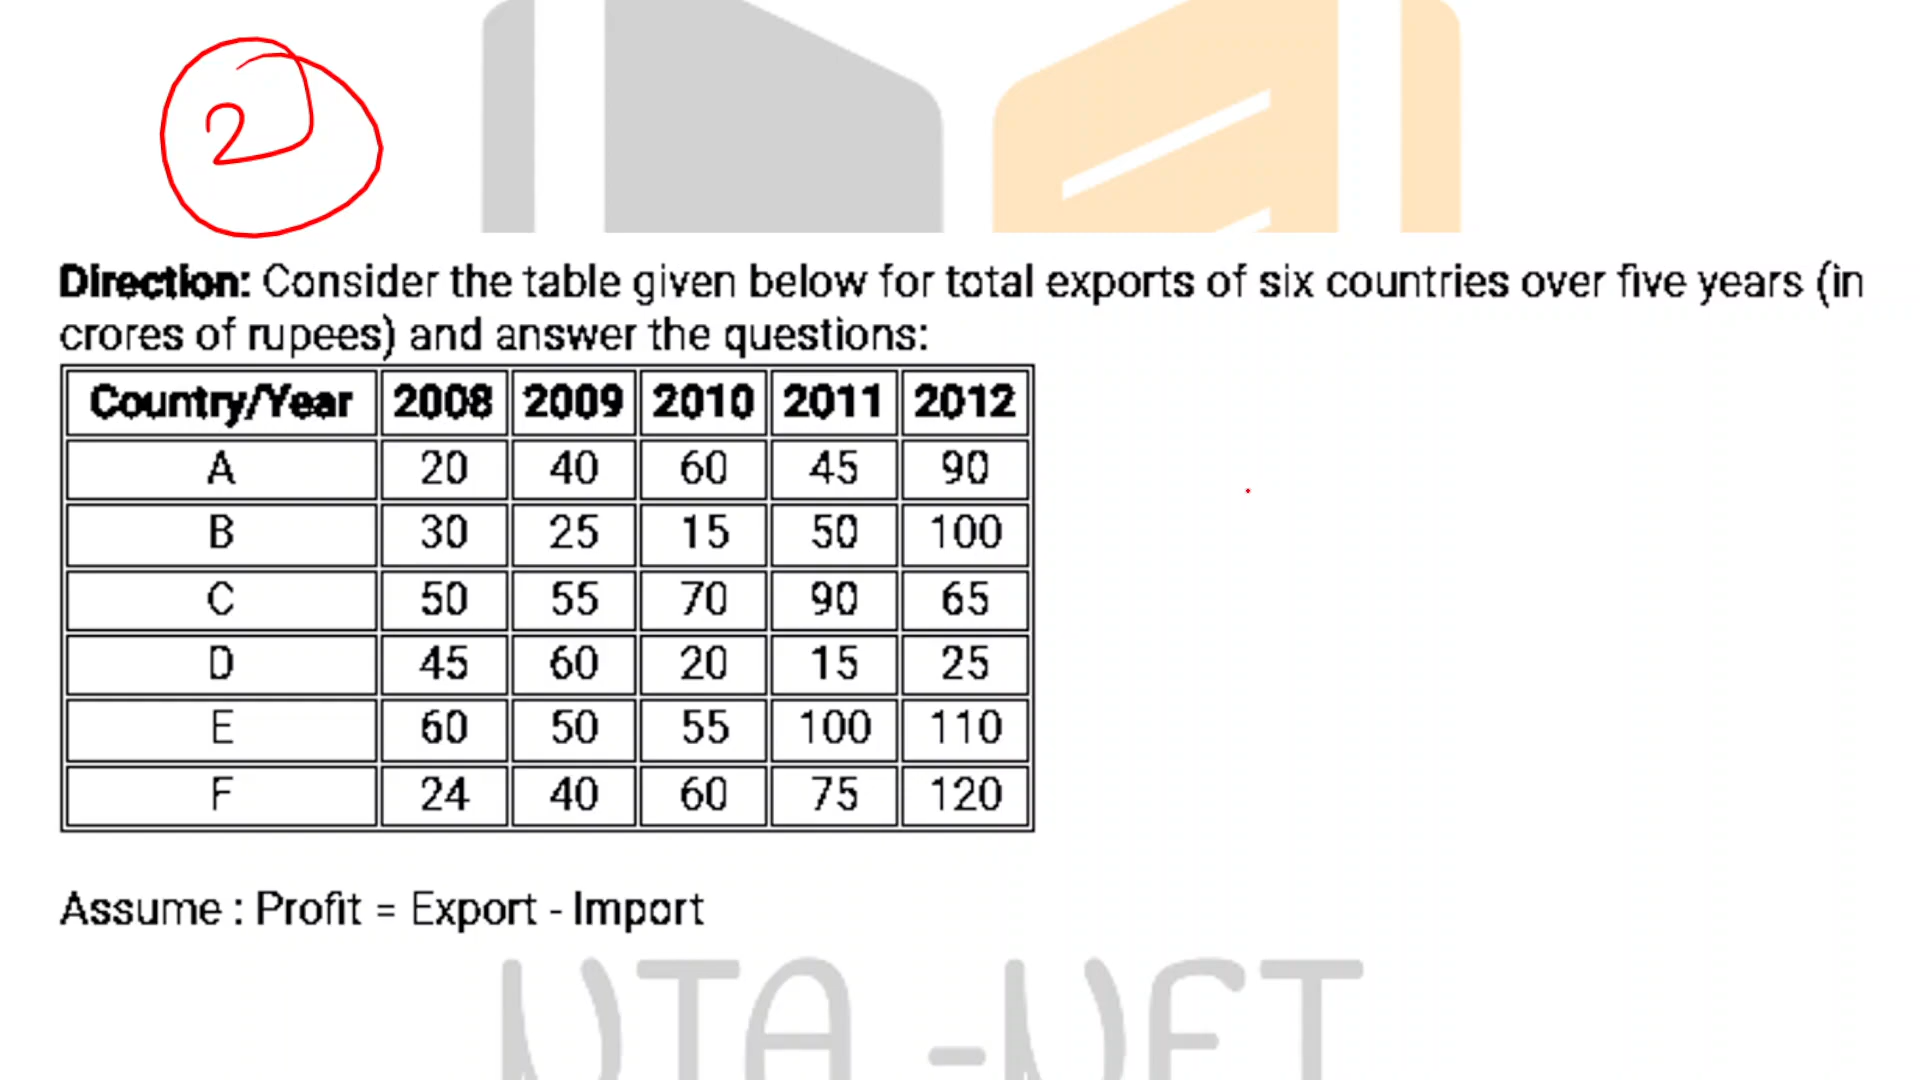 2
Direction: Consider the table given below for total exports of six countries over five years (in
crores of rupees) and answer the questions:
Country/Year 2008 2009 2010 2011 2012
A 20 40 60 45 90
B 30 25 15 50 100
C 50 55 70 90 65
D 45 60 20 15 25
E 60 50 55 100 110
F 24 40 60 75 120
Assume : Profit = Export - Import
NTA -NET